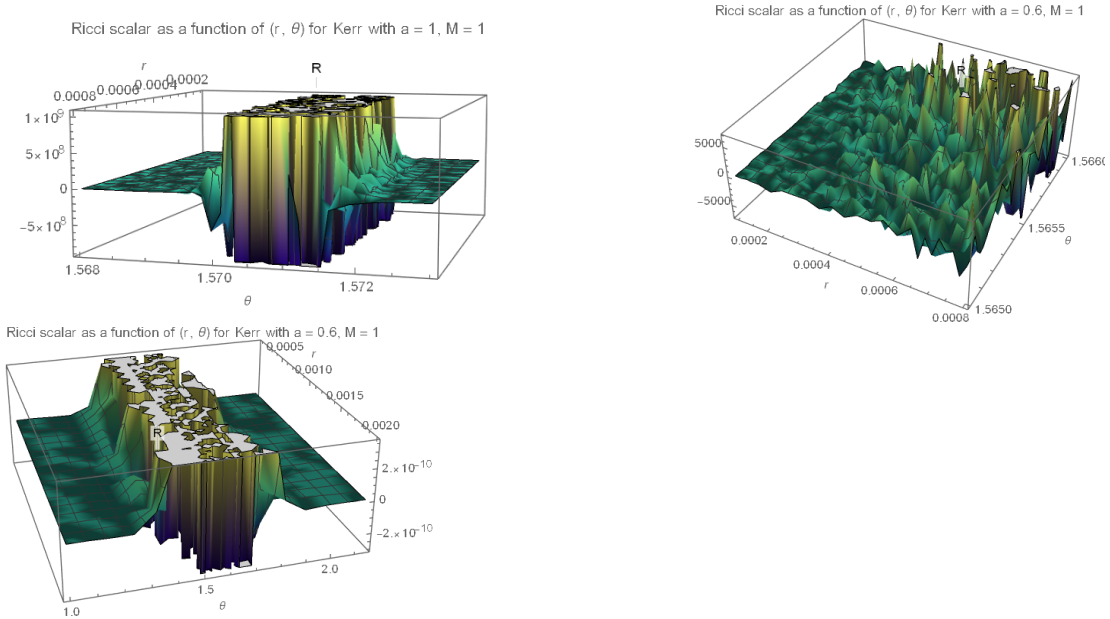 Ricci scalar as a function of (r, θ) for Kerr with a = 1, M = 1
R
r
0.0008 0.0006 0.0004 0.0002
1.×10⁹
5.×10⁸
0
-5.×10⁸
1.568
1.570
1.572
θ
Ricci scalar as a function of (r, θ) for Kerr with a = 0.6, M = 1
R
5000
0
-5000
0.0002
0.0004
0.0006
0.0008
r
1.5650
1.5655
1.5660
θ
Ricci scalar as a function of (r, θ) for Kerr with a = 0.6, M = 1
0.0005
r
0.0010
0.0015
0.0020
R
2.×10⁻¹⁰
0
-2.×10⁻¹⁰
1.0
1.5
2.0
θ